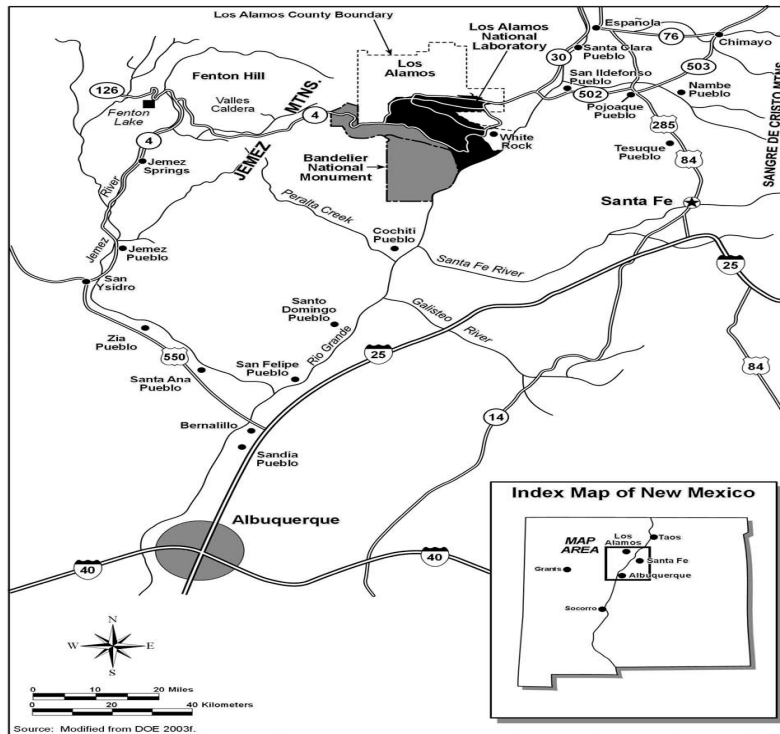 Los Alamos County Boundary
Los Alamos
National
Laboratory
Española
76
Chimayo
Santa Clara
Pueblo
30
503
San Ildefonso
Pueblo
502
Pojoaque
Pueblo
Nambe
Pueblo
285
Tesuque
Pueblo
84
SANGRE DE CRISTO MTNS
Los
Alamos
Fenton Hill
126
Fenton
Lake
Valles
Caldera
MTNS.
JEMEZ
4
4
White
Rock
Jemez
Springs
Bandelier
National
Monument
Santa Fe
River
Jemez
Peralta Creek
Cochiti
Pueblo
Jemez
Pueblo
Santa Fe River
25
San
Ysidro
Santo
Domingo
Pueblo
Galisteo
River
Rio Grande
Zia
Pueblo
550
25
San Felipe
Pueblo
Santa Ana
Pueblo
84
14
Bernalillo
Sandia
Pueblo
Albuquerque
40
40
Index Map of New Mexico
MAP
AREA
Los
Alamos
Taos
Santa Fe
Grants
Albuquerque
Socorro
N
W
E
S
0 10 20 Miles
0 20 40 Kilometers
Source: Modified from DOE 2003f.